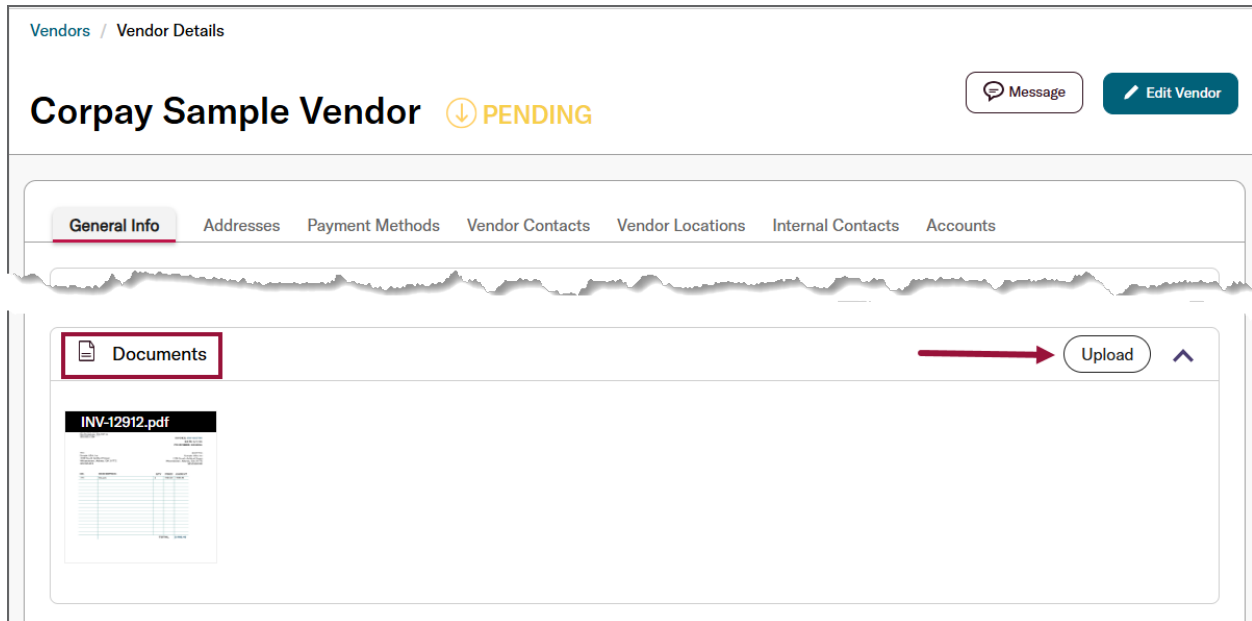 Vendors / Vendor Details
Message
Edit Vendor
Corpay Sample Vendor PENDING
General Info Addresses Payment Methods Vendor Contacts Vendor Locations Internal Contacts Accounts
Documents
Upload
INV-12912.pdf